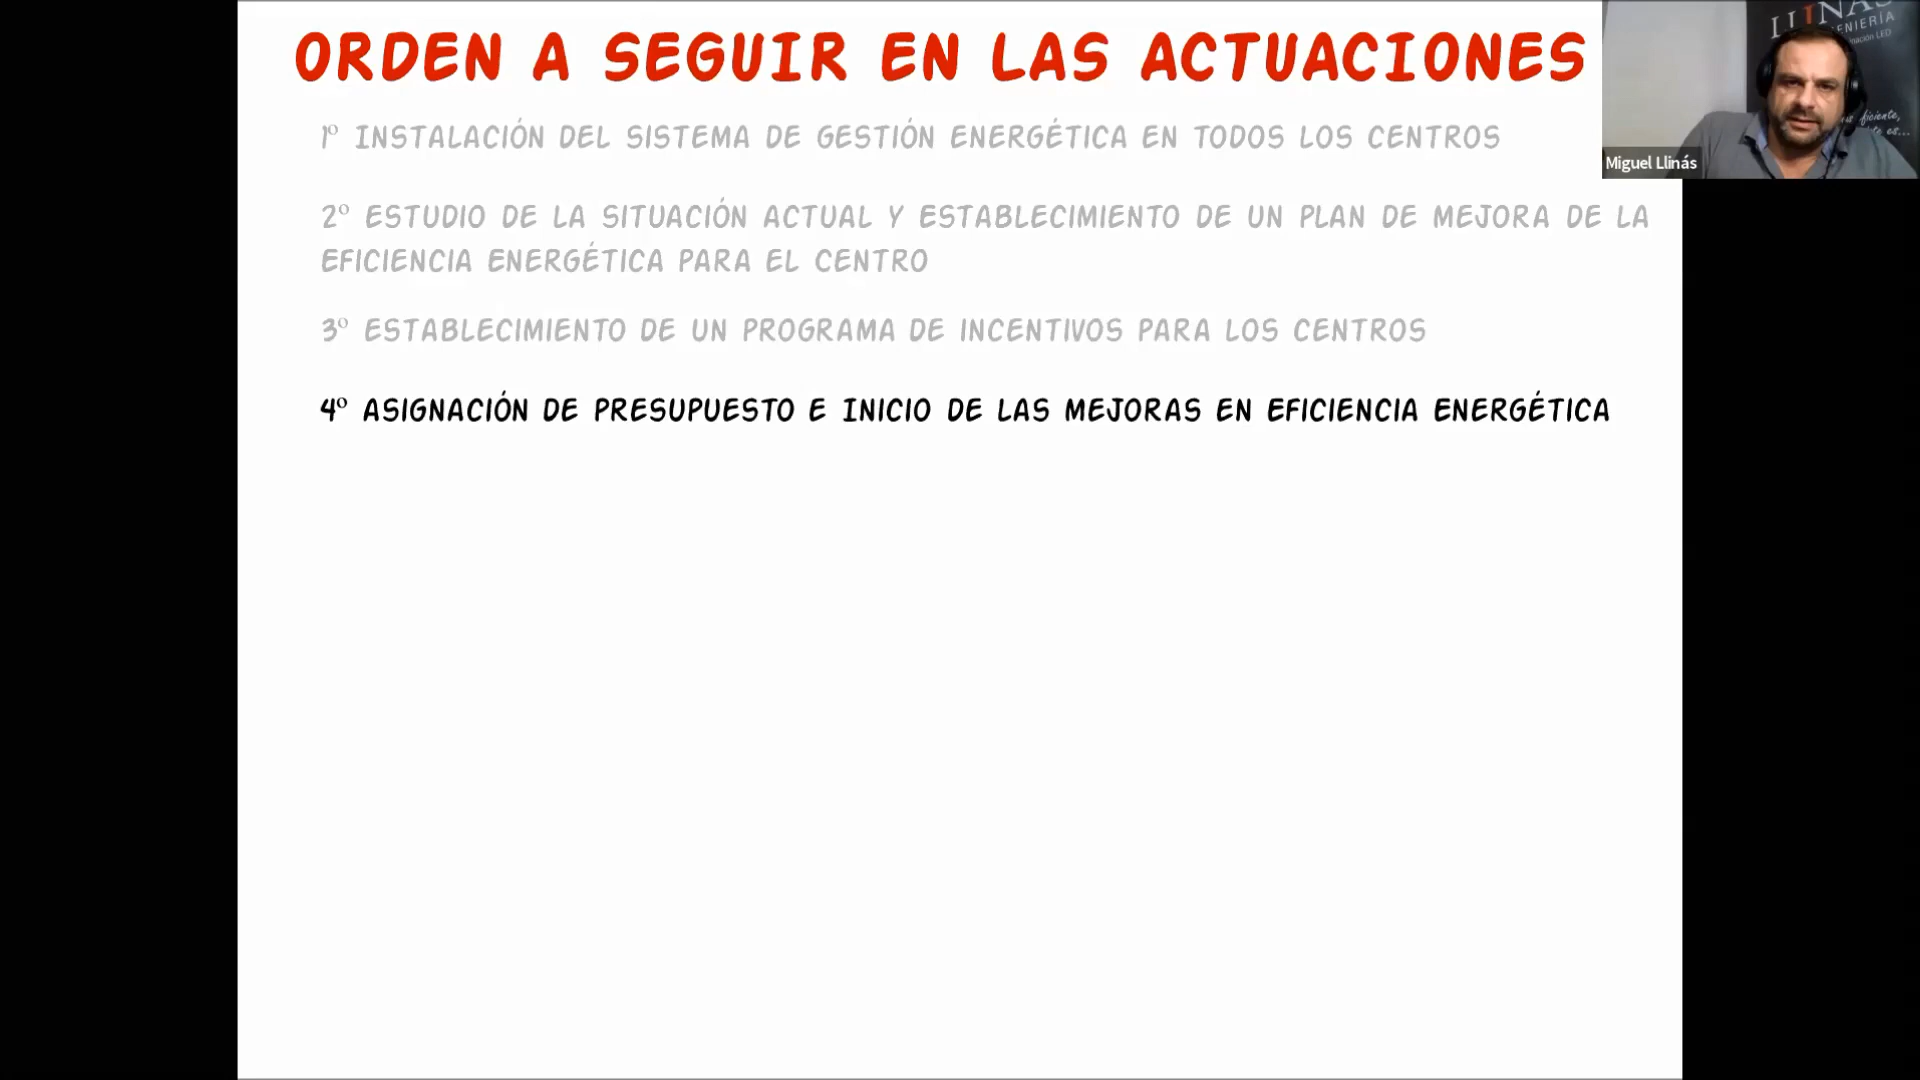 ORDEN A SEGUIR EN LAS ACTUACIONES
1º INSTALACIÓN DEL SISTEMA DE GESTIÓN ENERGÉTICA EN TODOS LOS CENTROS
2º ESTUDIO DE LA SITUACIÓN ACTUAL Y ESTABLECIMIENTO DE UN PLAN DE MEJORA DE LA
EFICIENCIA ENERGÉTICA PARA EL CENTRO
3º ESTABLECIMIENTO DE UN PROGRAMA DE INCENTIVOS PARA LOS CENTROS
4º ASIGNACIÓN DE PRESUPUESTO E INICIO DE LAS MEJORAS EN EFICIENCIA ENERGÉTICA
LED
Miguel Llinás